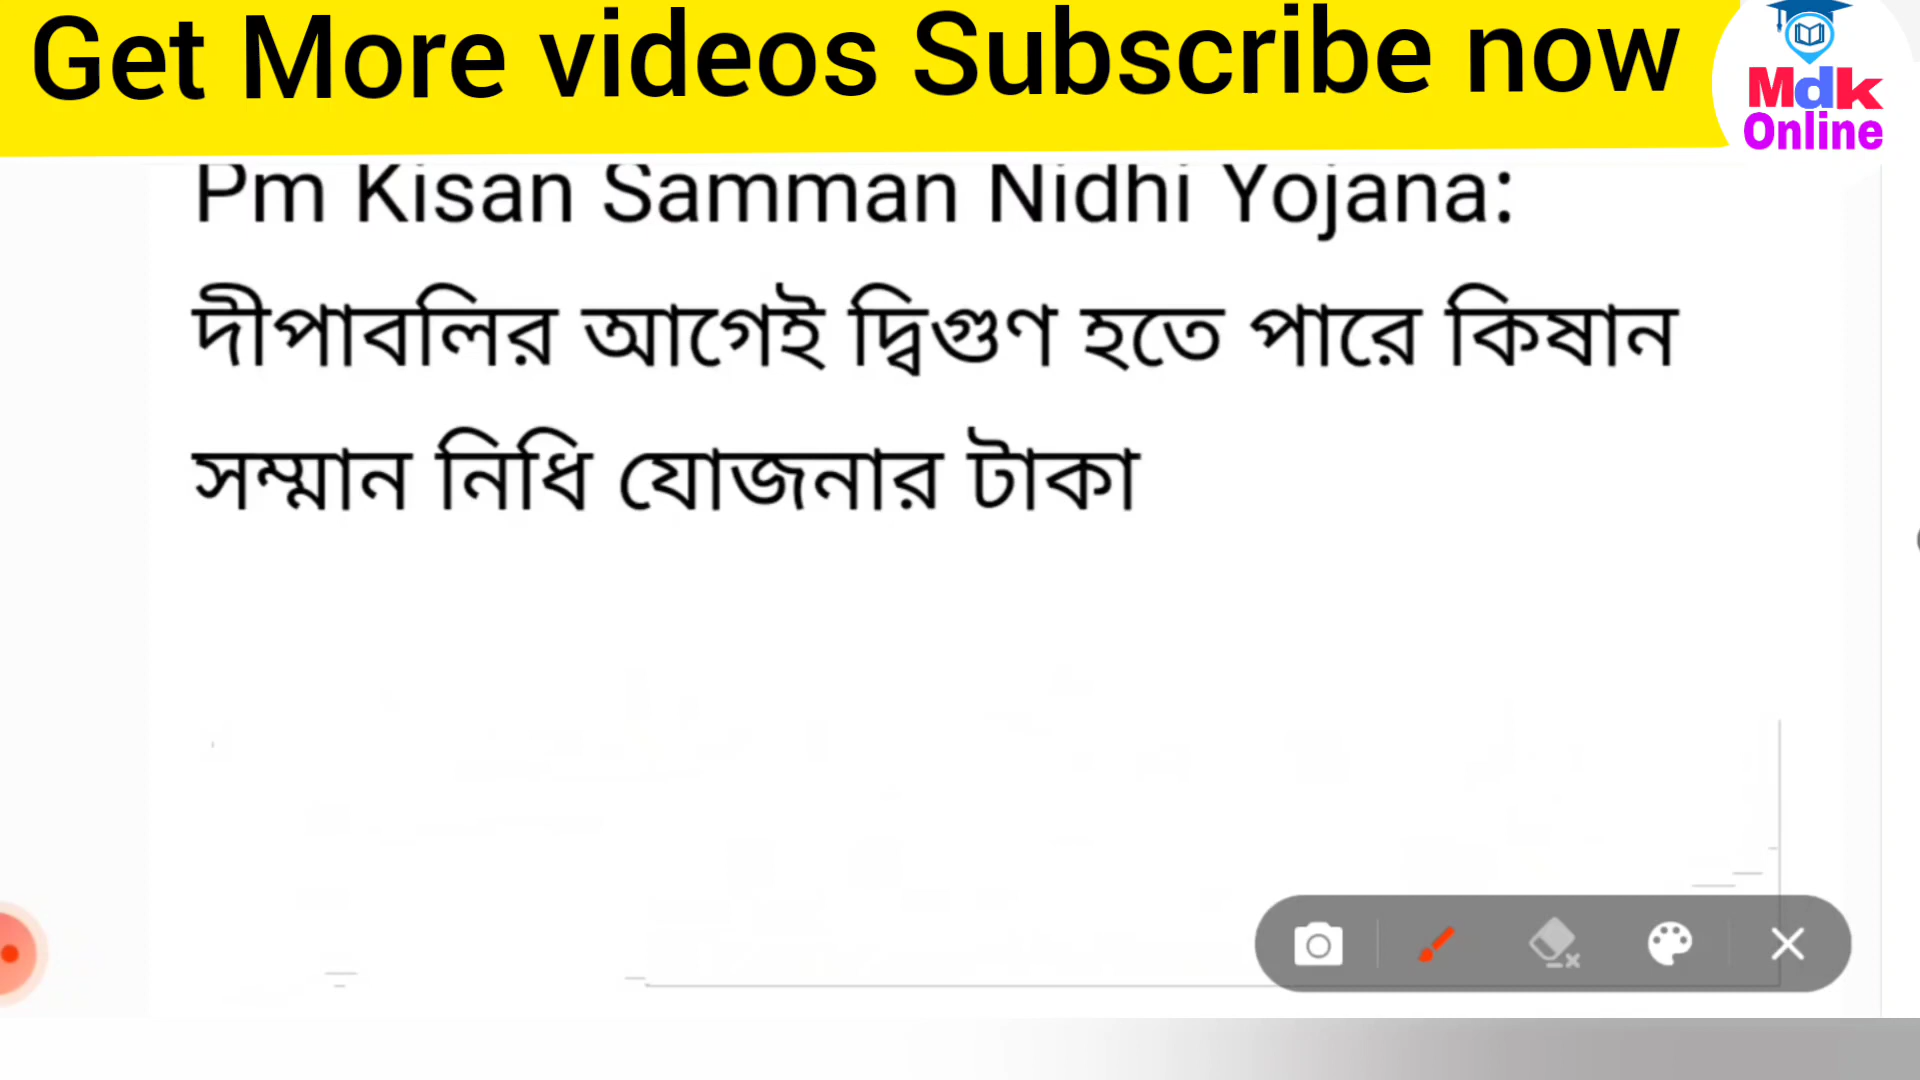 Get More videos Subscribe now
Mdk
Online
Pm Kisan Samman Nidhi Yojana:
দীপাবলির আগেই দ্বিগুণ হতে পারে কিষান
সম্মান নিধি যোজনার টাকা